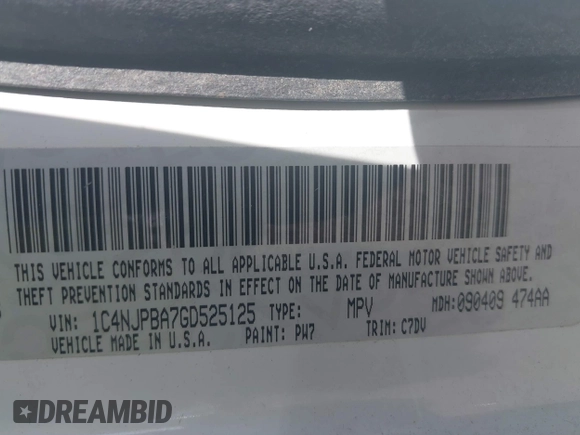 THIS VEHICLE CONFORMS TO ALL APPLICABLE U.S.A. FEDERAL MOTOR VEHICLE SAFETY AND
THEFT PREVENTION STANDARDS IN EFFECT ON THE DATE OF MANUFACTURE SHOWN ABOVE.
VIN: 1C4NJPBA7GD525125 TYPE: MPV MDH: 090409 474AA
VEHICLE MADE IN U.S.A. PAINT: PW7 TRIM: C7DV
DREAMBID